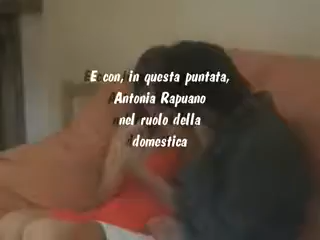 E con, in questa puntata,
Antonia Rapuano
nel ruolo della
domestica